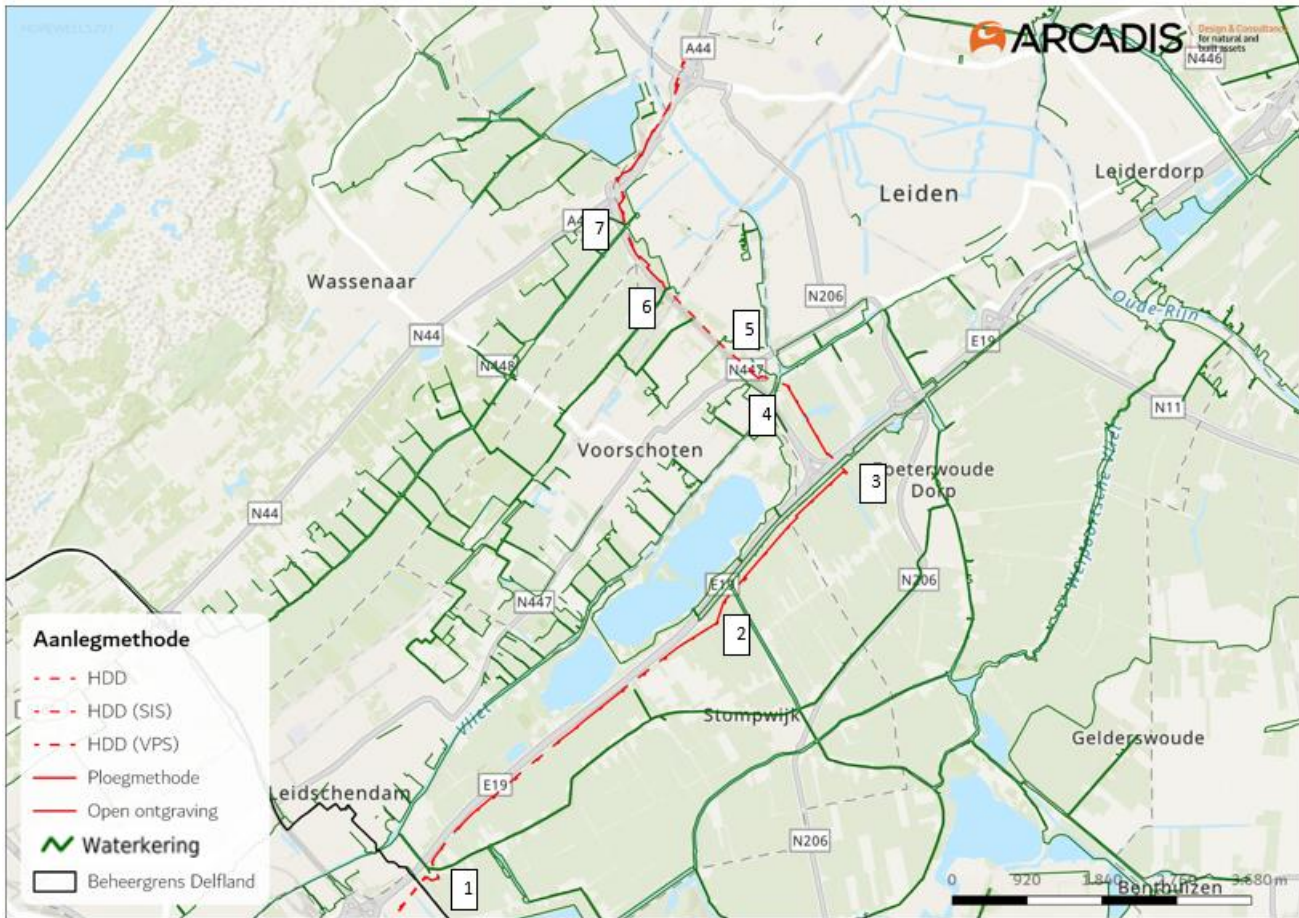 ARCADIS
Design & Consultancy
for natural and
built assets
A44
N446
Leiderdorp
Leiden
7
Wassenaar
6
5
N206
Oude-Rijn
N44
E19
N448
N447
4
N11
Voorschoten
3
Dorp
N44
E19
N206
N447
2
Aanlegmethode
HDD
HDD (SIS)
HDD (VPS)
Ploegmethode
Open ontgraving
Waterkering
Beheergrens Delfland
Vliet
Stompwijk
Gelderswoude
E19
Leidschendam
N206
1
0 920 1.840 3.680 m
Benthuizen